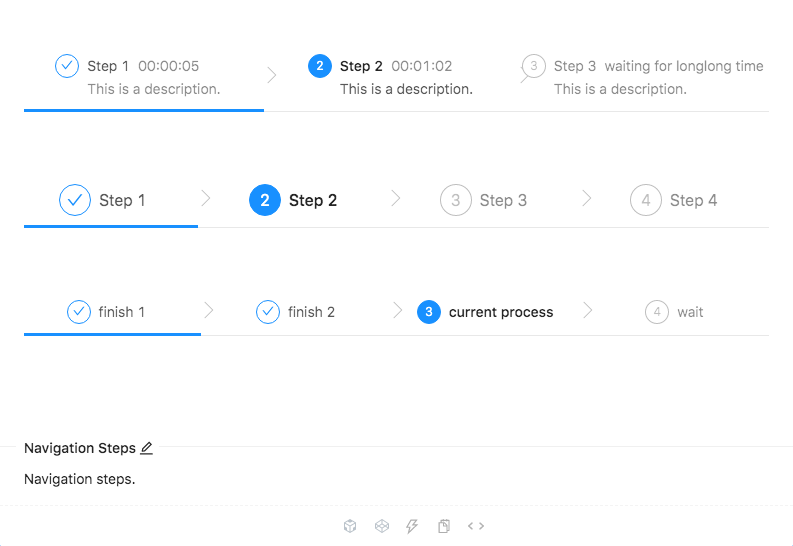 Step 1 00:00:05
This is a description.
2 Step 2 00:01:02
This is a description.
3 Step 3 waiting for longlong time
This is a description.
Step 1
2 Step 2
3 Step 3
4 Step 4
finish 1
finish 2
3 current process
4 wait
Navigation Steps
Navigation steps.